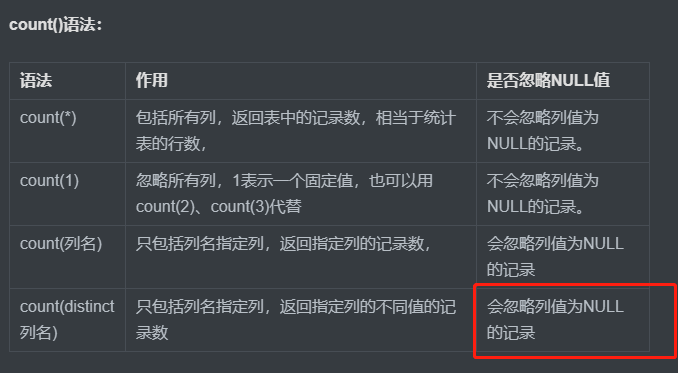 count()语法：
语法 作用 是否忽略NULL值
count(*) 包括所有列，返回表中的记录数，相当于统计 不会忽略列值为
表的行数， NULL的记录。
count(1) 忽略所有列，1表示一个固定值，也可以用 不会忽略列值为
count(2)、count(3)代替 NULL的记录。
count(列名) 只包括列名指定列，返回指定列的记录数， 会忽略列值为NULL
的记录
count(distinct 只包括列名指定列，返回指定列的不同值的记 会忽略列值为NULL
列名) 录数 的记录